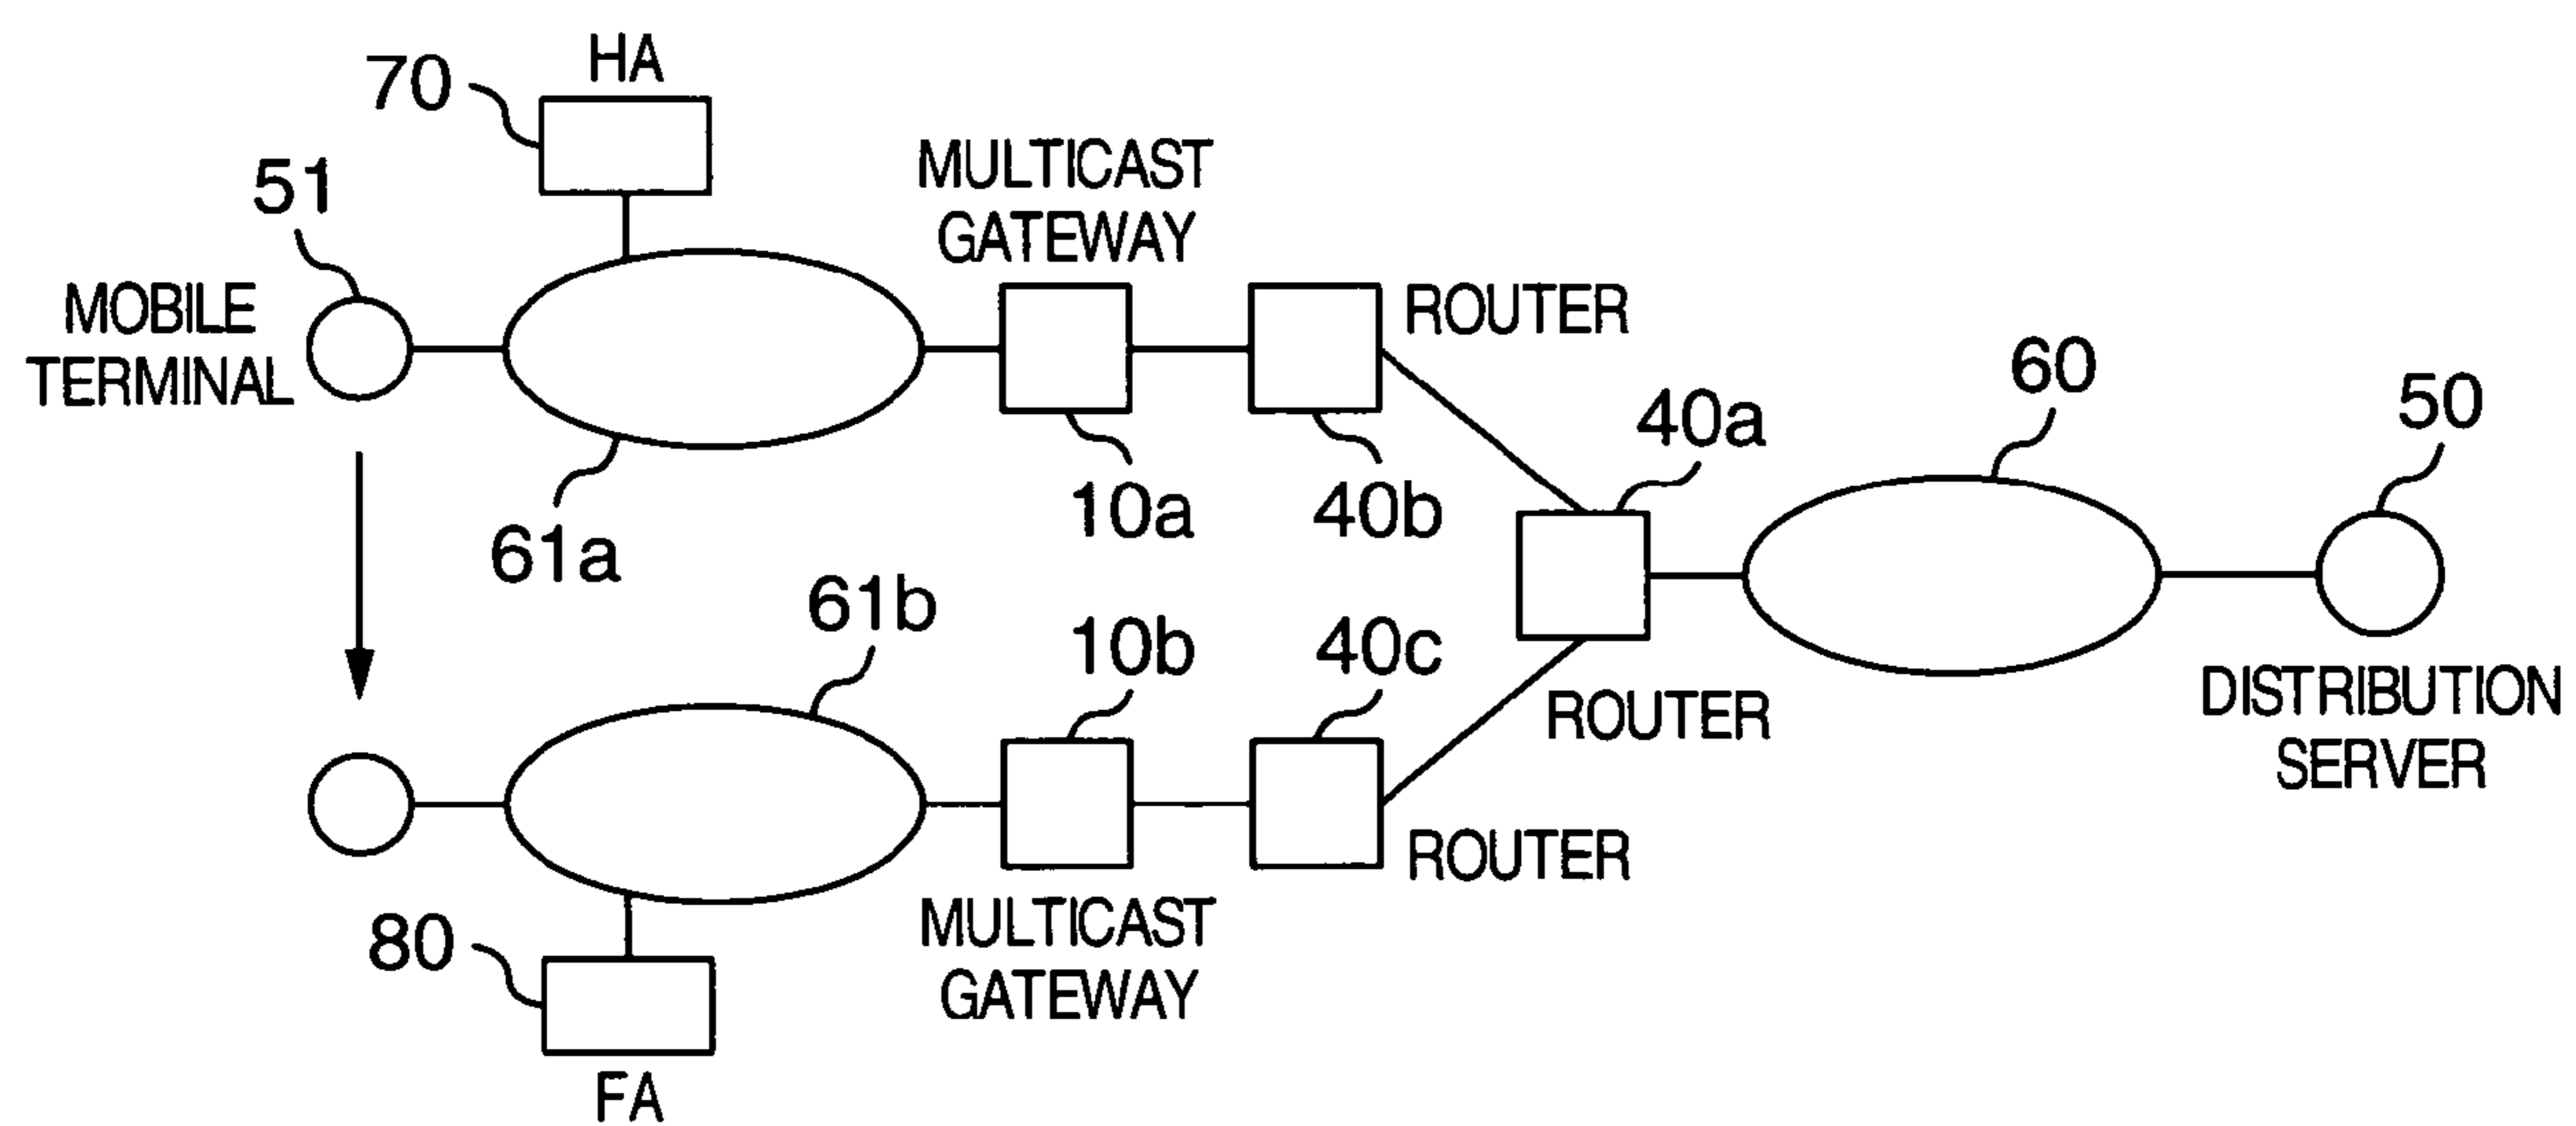 HA
70
51
MULTICAST
GATEWAY
MOBILE
TERMINAL
ROUTER
60
50
40a
10a
40b
61a
61b
10b
40c
DISTRIBUTION
SERVER
ROUTER
ROUTER
80
MULTICAST
GATEWAY
FA